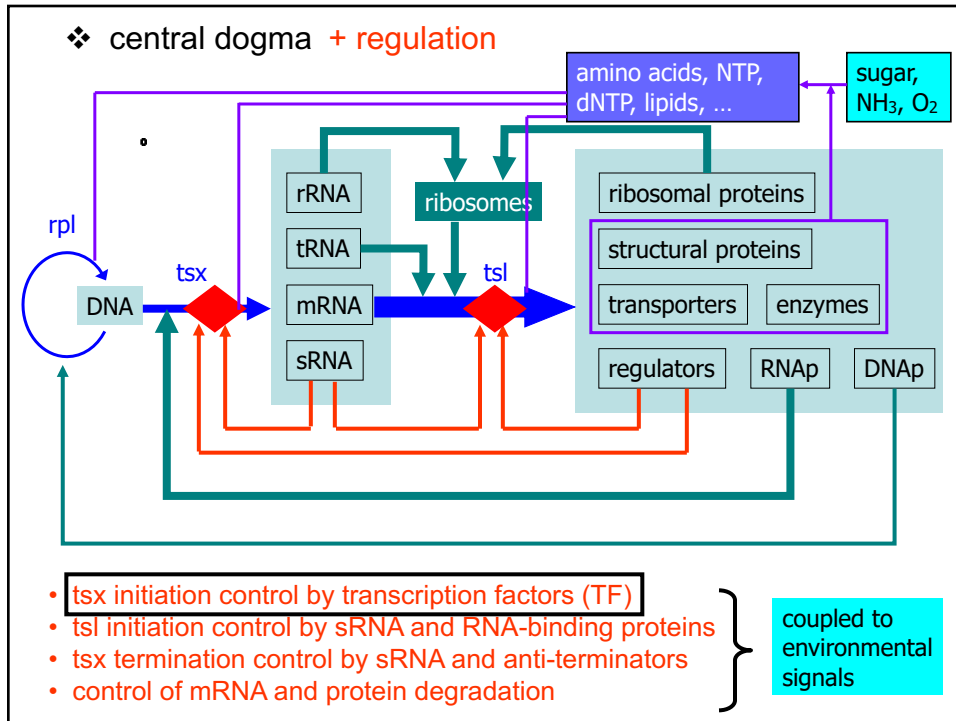 ❖ central dogma + regulation
amino acids, NTP,
dNTP, lipids, …
sugar,
NH₃, O₂
rRNA
ribosomes
ribosomal proteins
rpl
tRNA
structural proteins
tsx
tsl
DNA
mRNA
transporters
enzymes
sRNA
regulators
RNAp
DNAp
• tsx initiation control by transcription factors (TF)
• tsl initiation control by sRNA and RNA-binding proteins
• tsx termination control by sRNA and anti-terminators
• control of mRNA and protein degradation
coupled to
environmental
signals